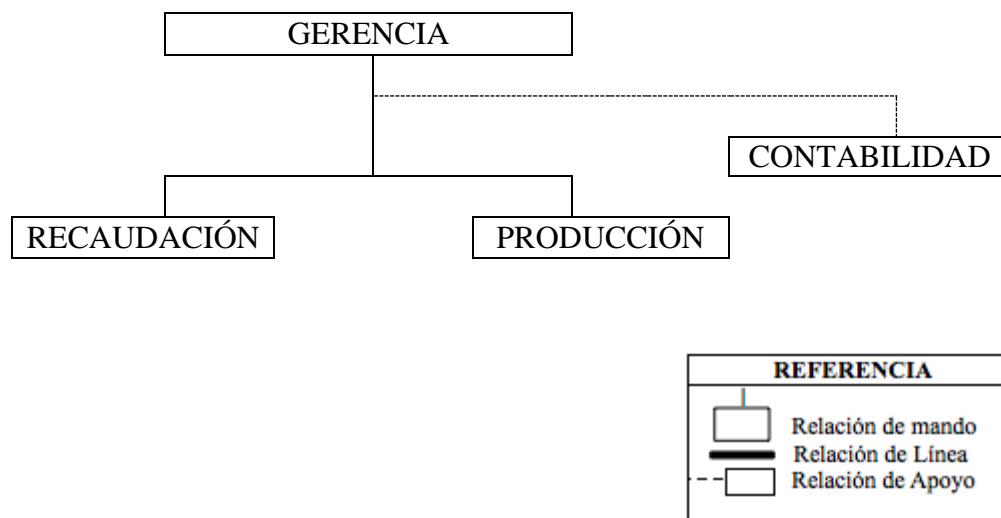 GERENCIA
CONTABILIDAD
RECAUDACIÓN
PRODUCCIÓN
REFERENCIA
Relación de mando
Relación de Línea
Relación de Apoyo